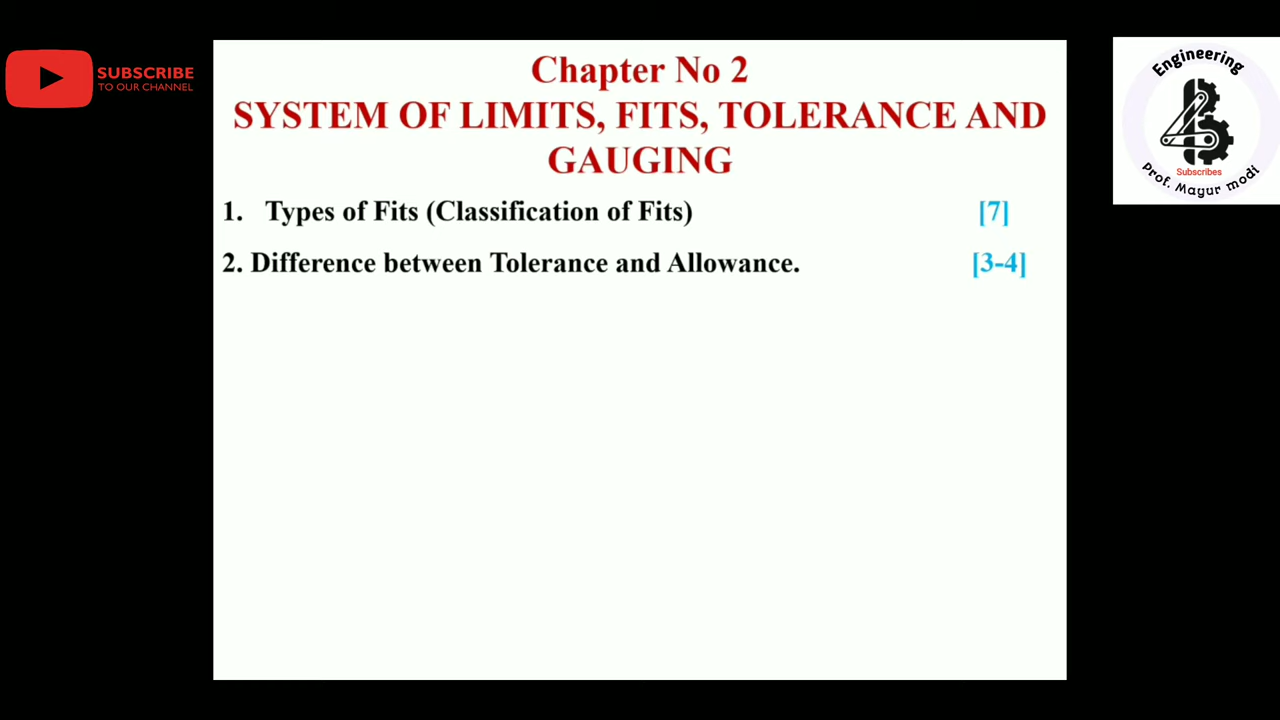 SUBSCRIBE
TO OUR CHANNEL
Chapter No 2
SYSTEM OF LIMITS, FITS, TOLERANCE AND
GAUGING
1. Types of Fits (Classification of Fits) [7]
2. Difference between Tolerance and Allowance. [3-4]
Engineering
Subscribes
Prof. Mayur modi